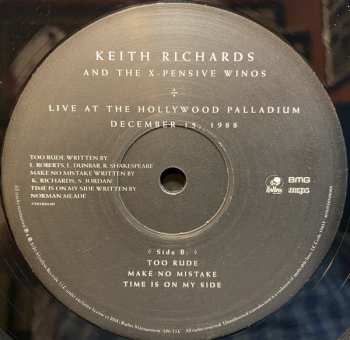 KEITH RICHARDS
AND THE X-PENSIVE WINOS
LIVE AT THE HOLLYWOOD PALLADIUM
DECEMBER 15, 1988
TOO RUDE WRITTEN BY
L. ROBERTS, L. DUNBAR, R. SHAKESPEARE
MAKE NO MISTAKE WRITTEN BY
K. RICHARDS, S. JORDAN
TIME IS ON MY SIDE WRITTEN BY
NORMAN MEADE
BMG
Side B:
TOO RUDE
MAKE NO MISTAKE
TIME IS ON MY SIDE